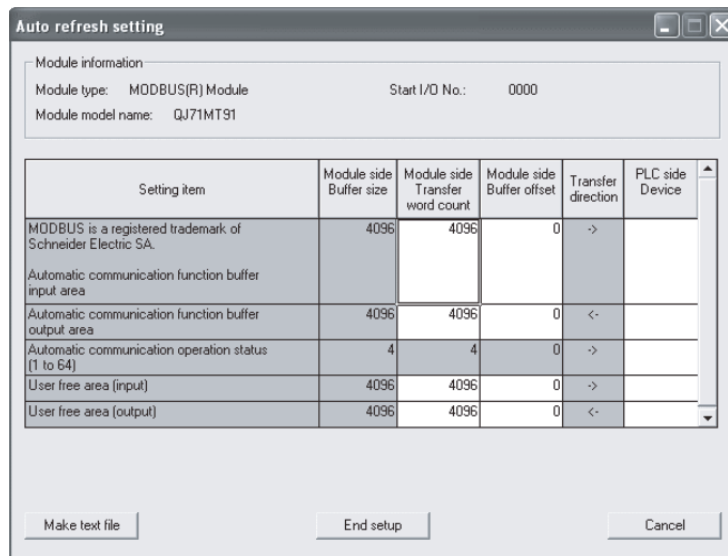 Auto refresh setting
Module information
Module type: MODBUS(R) Module Start I/O No.: 0000
Module model name: QJ71MT91
Setting item Module side Buffer size Module side Transfer word count Module side Buffer offset Transfer direction PLC side Device
MODBUS is a registered trademark of 4096 4096 0 ->
Schneider Electric SA.
Automatic communication function buffer
input area
Automatic communication function buffer 4096 4096 0 <-
output area
Automatic communication operation status 4 4 0 ->
(1 to 64)
User free area (input) 4096 4096 0 ->
User free area (output) 4096 4096 0 <-
Make text file End setup Cancel